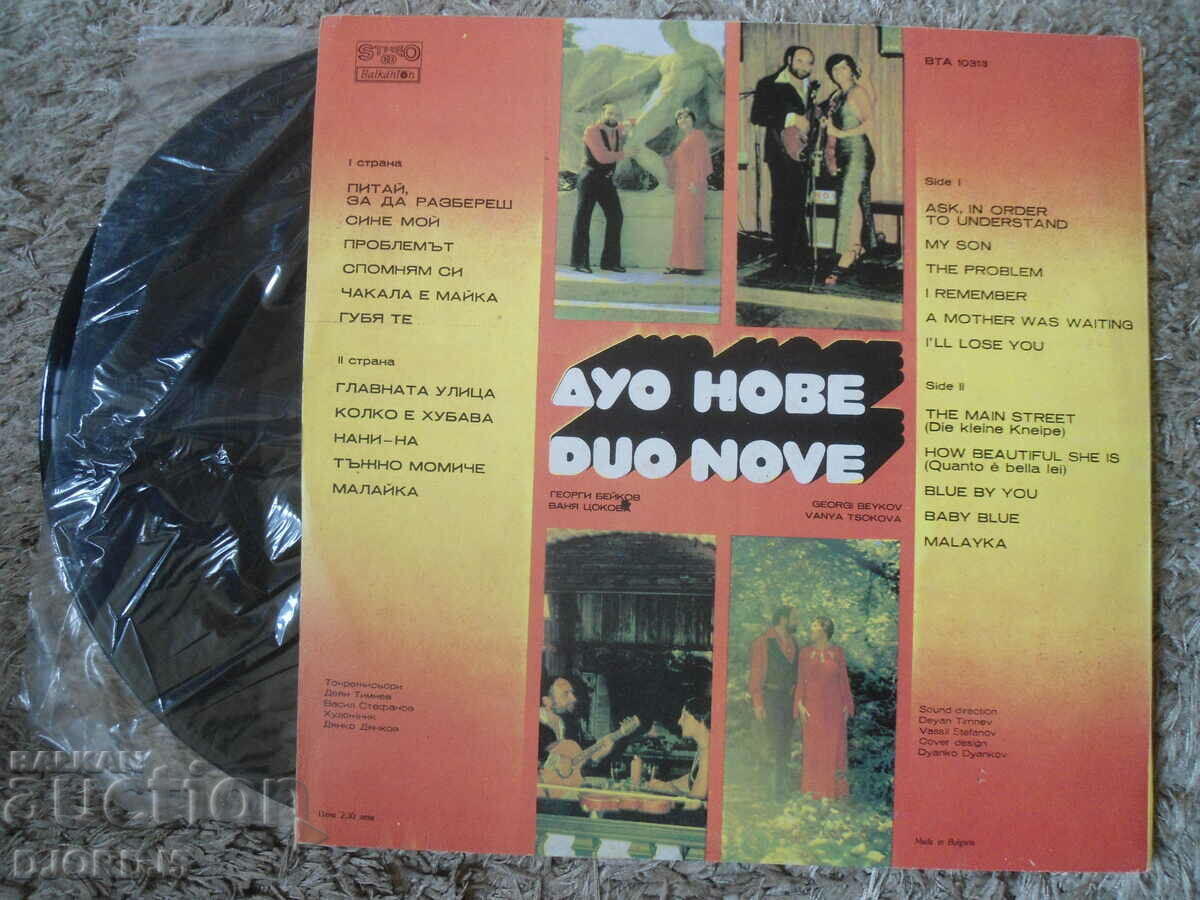 STEREO
Balkanton
BTA 10313
I страна
ПИТАЙ,
ЗА ДА РАЗБЕРЕШ
СИНЕ МОЙ
ПРОБЛЕМЪТ
СПОМНЯМ СИ
ЧАКАЛА Е МАЙКА
ГУБЯ ТЕ
II страна
ГЛАВНАТА УЛИЦА
КОЛКО Е ХУБАВА
НАНИ-НА
ТЪЖНО МОМИЧЕ
МАЛАЙКА
Тонрежисьори
Деян Тимнев
Васил Стефанов
Художник
Дянко Дянков
Цена 2,30 лева
ДУО НОВЕ
DUO NOVE
ГЕОРГИ БЕЙКОВ
ВАНЯ ЦОКОВА
GEORGI BEYKOV
VANYA TSOKOVA
Side I
ASK, IN ORDER
TO UNDERSTAND
MY SON
THE PROBLEM
I REMEMBER
A MOTHER WAS WAITING
I'LL LOSE YOU
Side II
THE MAIN STREET
(Die kleine Kneipe)
HOW BEAUTIFUL SHE IS
(Quanto è bella lei)
BLUE BY YOU
BABY BLUE
MALAYKA
Sound direction
Deyan Timnev
Vassil Stefanov
Cover design
Dyanko Dyankov
Made in Bulgaria
БАЛКАН
auction